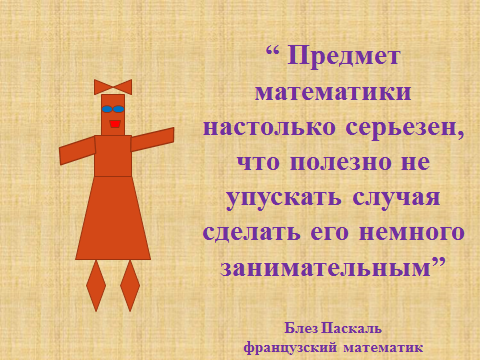 “ Предмет
математики
настолько серьезен,
что полезно не
упускать случая
сделать его немного
занимательным”
Блез Паскаль
французский математик